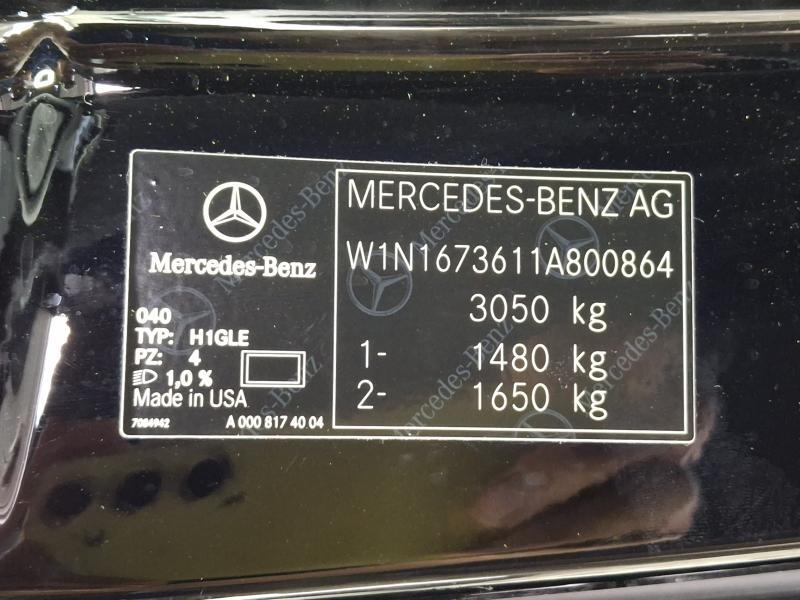 Mercedes-Benz
040
TYP: H1GLE
PZ: 4
1,0 %
Made in USA
7084942
A 000 817 40 04
MERCEDES-BENZ AG
W1N1673611A800864
3050 kg
1- 1480 kg
2- 1650 kg